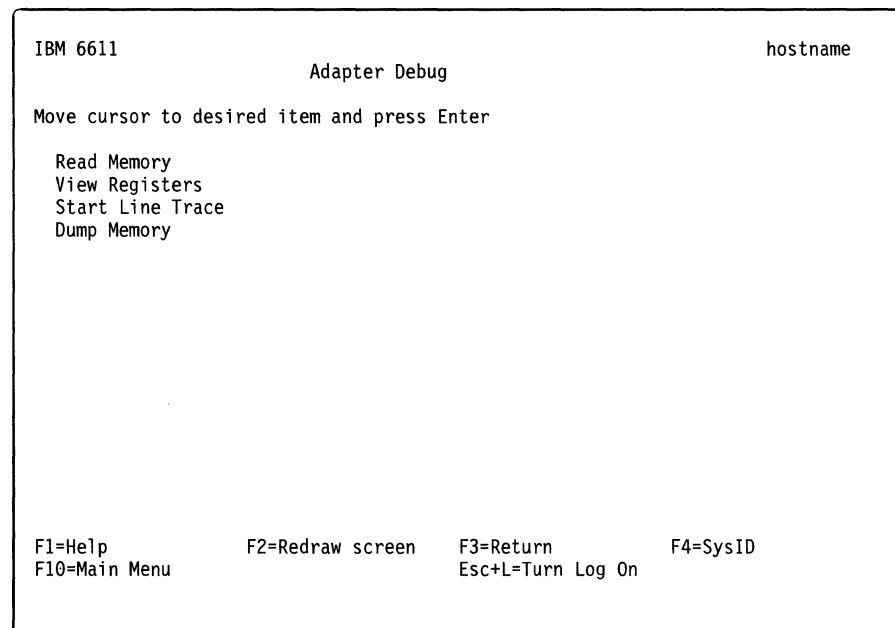 IBM 6611 hostname
Adapter Debug
Move cursor to desired item and press Enter
Read Memory
View Registers
Start Line Trace
Dump Memory
F1=Help F2=Redraw screen F3=Return F4=SysID
F10=Main Menu Esc+L=Turn Log On